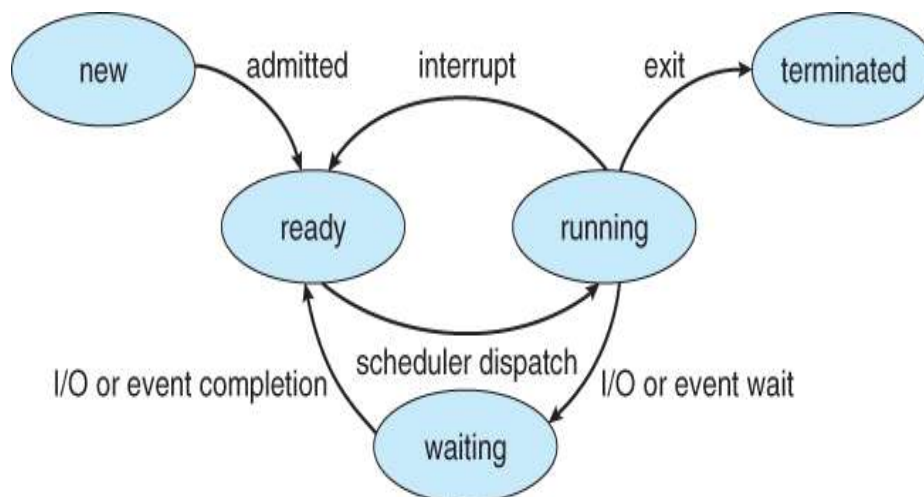 new
admitted
interrupt
exit
terminated
ready
running
scheduler dispatch
I/O or event completion
I/O or event wait
waiting